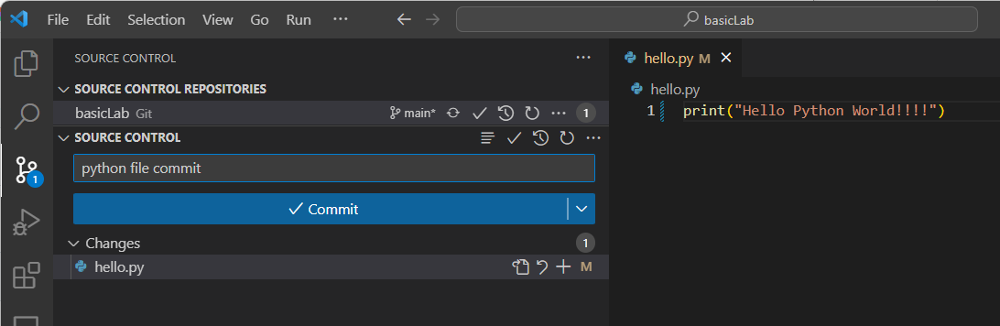 File Edit Selection View Go Run ··· basicLab
SOURCE CONTROL ···
SOURCE CONTROL REPOSITORIES
basicLab Git main* ··· 1
SOURCE CONTROL ···
python file commit
Commit
Changes 1
hello.py M
1
hello.py M
hello.py
1 print("Hello Python World!!!!")